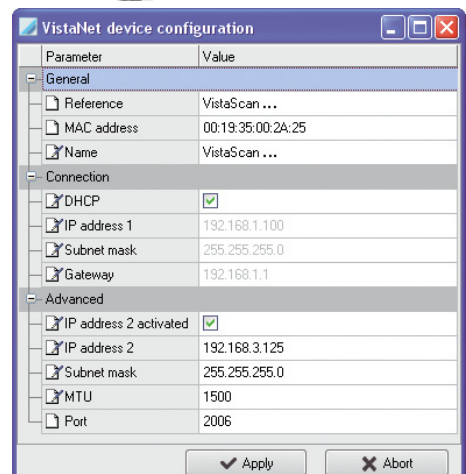 VistaNet device configuration
Parameter Value
General
Reference VistaScan ...
MAC address 00:19:35:00:2A:25
Name VistaScan ...
Connection
DHCP
IP address 1 192.168.1.100
Subnet mask 255.255.255.0
Gateway 192.168.1.1
Advanced
IP address 2 activated
IP address 2 192.168.3.125
Subnet mask 255.255.255.0
MTU 1500
Port 2006
Apply Abort